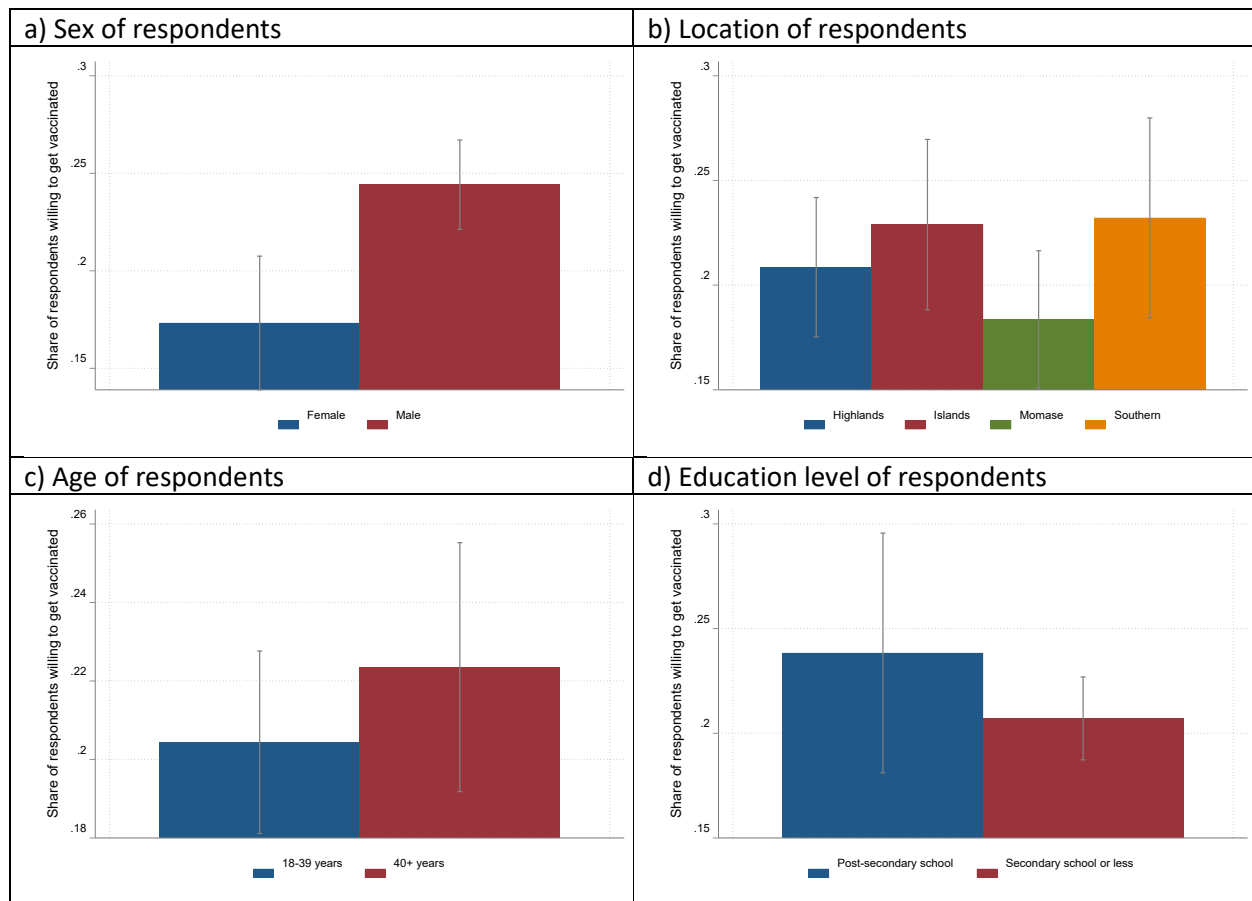 a) Sex of respondents
b) Location of respondents
Share of respondents willing to get vaccinated
.3
.25
.2
.15
Female Male
Share of respondents willing to get vaccinated
.3
.25
.2
.15
Highlands Islands Momase Southern
c) Age of respondents
d) Education level of respondents
Share of respondents willing to get vaccinated
.26
.24
.22
.2
.18
18-39 years 40+ years
Share of respondents willing to get vaccinated
.3
.25
.2
.15
Post-secondary school Secondary school or less